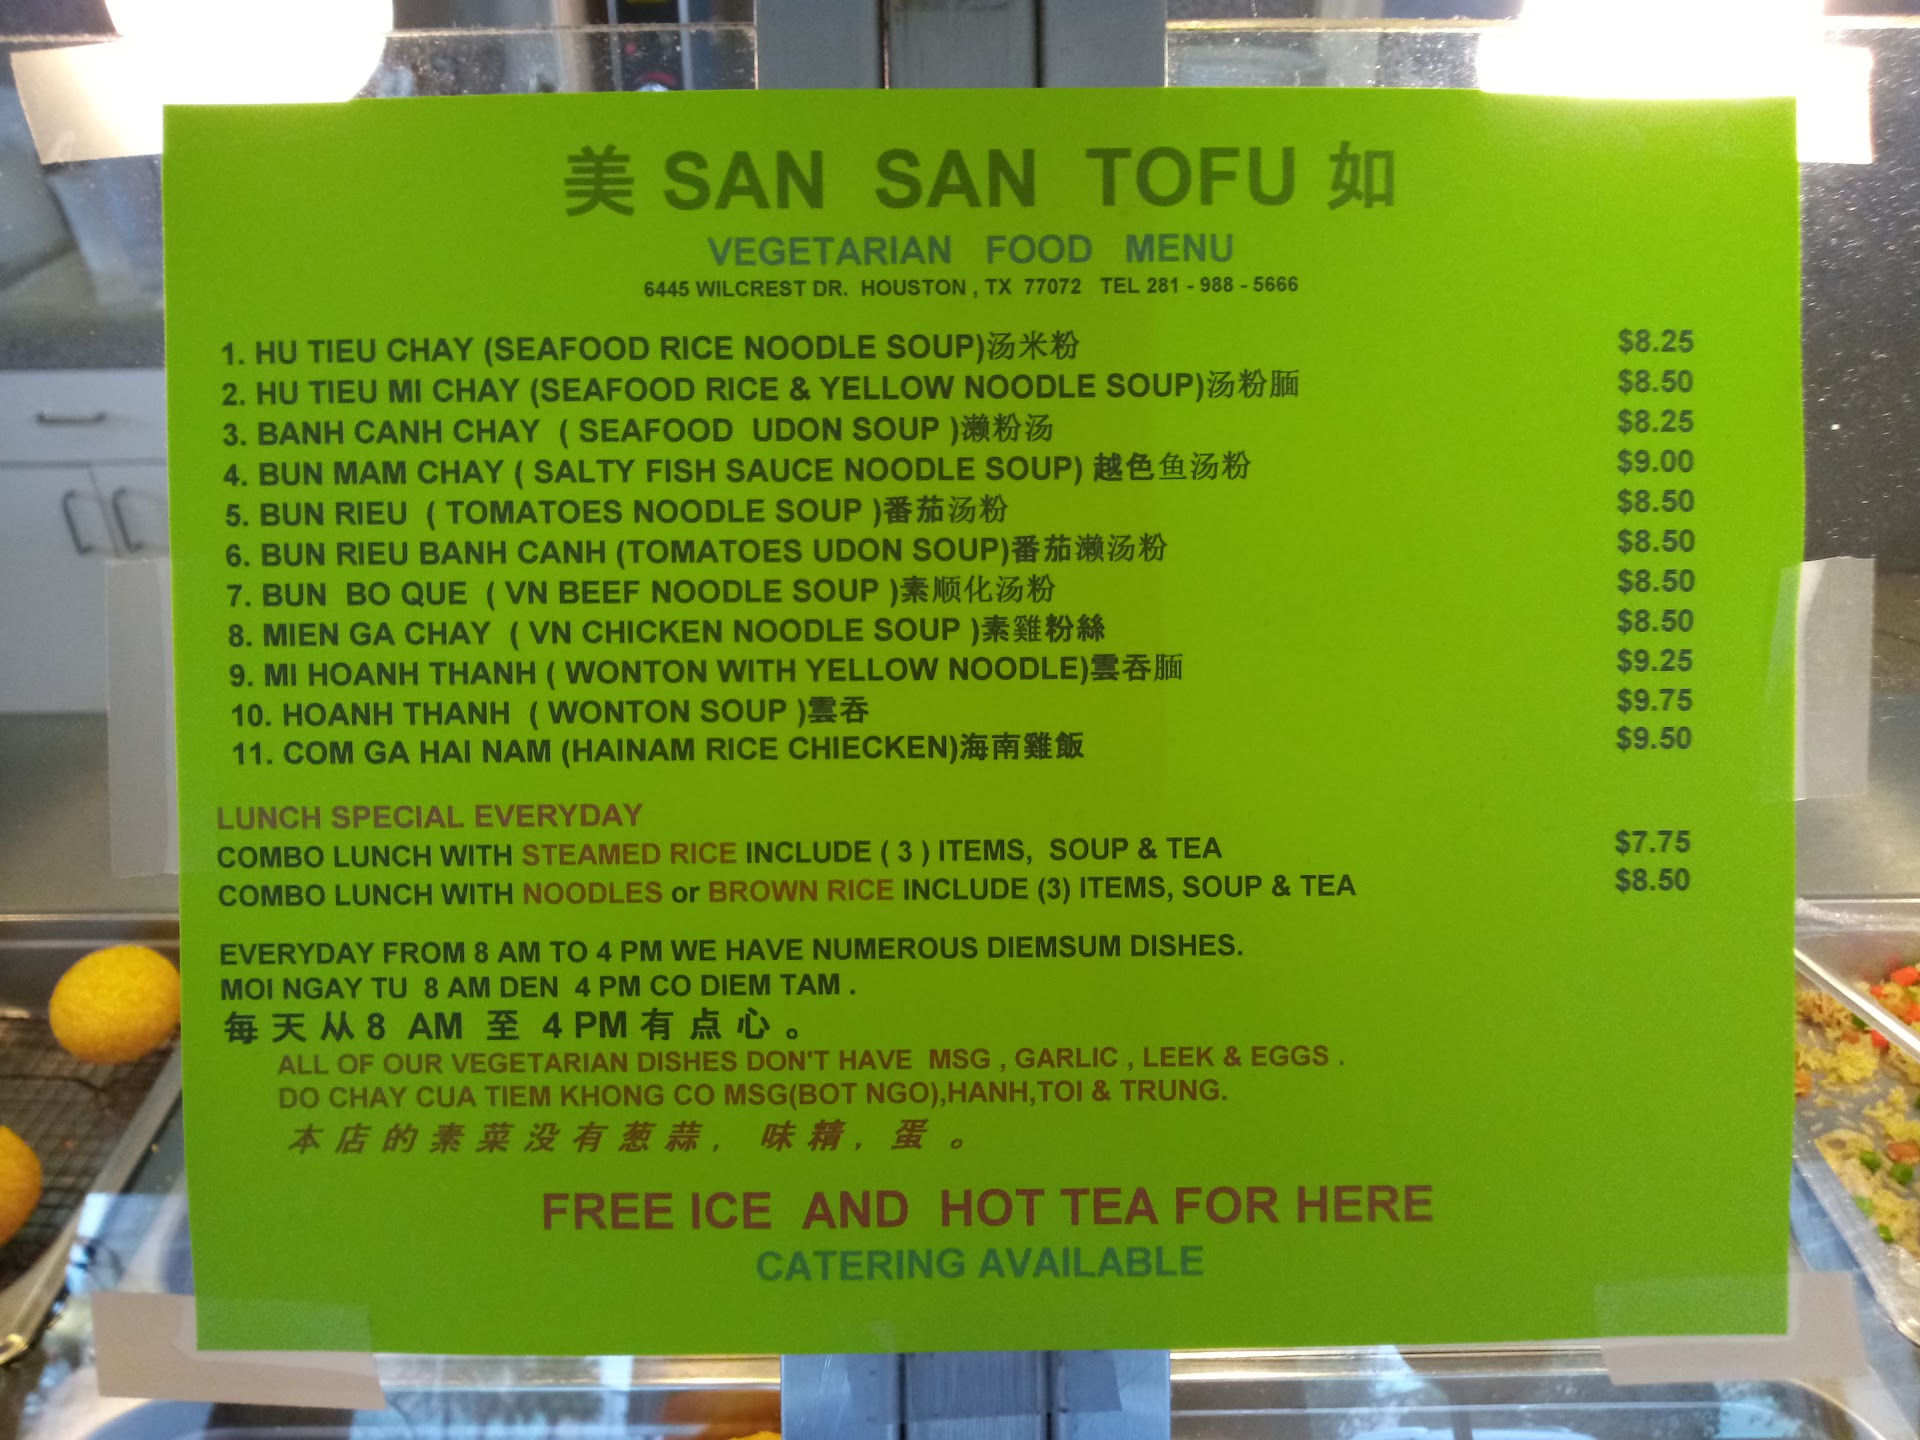 美 SAN SAN TOFU 如
VEGETARIAN FOOD MENU
6445 WILCREST DR. HOUSTON , TX 77072 TEL 281 - 988 - 5666
1. HU TIEU CHAY (SEAFOOD RICE NOODLE SOUP)汤米粉 $8.25
2. HU TIEU MI CHAY (SEAFOOD RICE & YELLOW NOODLE SOUP)汤粉腼 $8.50
3. BANH CANH CHAY ( SEAFOOD UDON SOUP )濑粉汤 $8.25
4. BUN MAM CHAY ( SALTY FISH SAUCE NOODLE SOUP) 越色鱼汤粉 $9.00
5. BUN RIEU ( TOMATOES NOODLE SOUP )番茄汤粉 $8.50
6. BUN RIEU BANH CANH (TOMATOES UDON SOUP)番茄濑汤粉 $8.50
7. BUN BO QUE ( VN BEEF NOODLE SOUP )素顺化汤粉 $8.50
8. MIEN GA CHAY ( VN CHICKEN NOODLE SOUP )素雞粉絲 $8.50
9. MI HOANH THANH ( WONTON WITH YELLOW NOODLE)雲吞腼 $9.25
10. HOANH THANH ( WONTON SOUP )雲吞 $9.75
11. COM GA HAI NAM (HAINAM RICE CHIECKEN)海南雞飯 $9.50
LUNCH SPECIAL EVERYDAY
COMBO LUNCH WITH STEAMED RICE INCLUDE ( 3 ) ITEMS, SOUP & TEA $7.75
COMBO LUNCH WITH NOODLES or BROWN RICE INCLUDE (3) ITEMS, SOUP & TEA $8.50
EVERYDAY FROM 8 AM TO 4 PM WE HAVE NUMEROUS DIEMSUM DISHES.
MOI NGAY TU 8 AM DEN 4 PM CO DIEM TAM .
每 天 从 8 AM 至 4 PM 有 点 心 。
ALL OF OUR VEGETARIAN DISHES DON'T HAVE MSG , GARLIC , LEEK & EGGS .
DO CHAY CUA TIEM KHONG CO MSG(BOT NGO),HANH,TOI & TRUNG.
本 店 的 素 菜 没 有 葱 蒜 , 味 精 , 蛋 。
FREE ICE AND HOT TEA FOR HERE
CATERING AVAILABLE